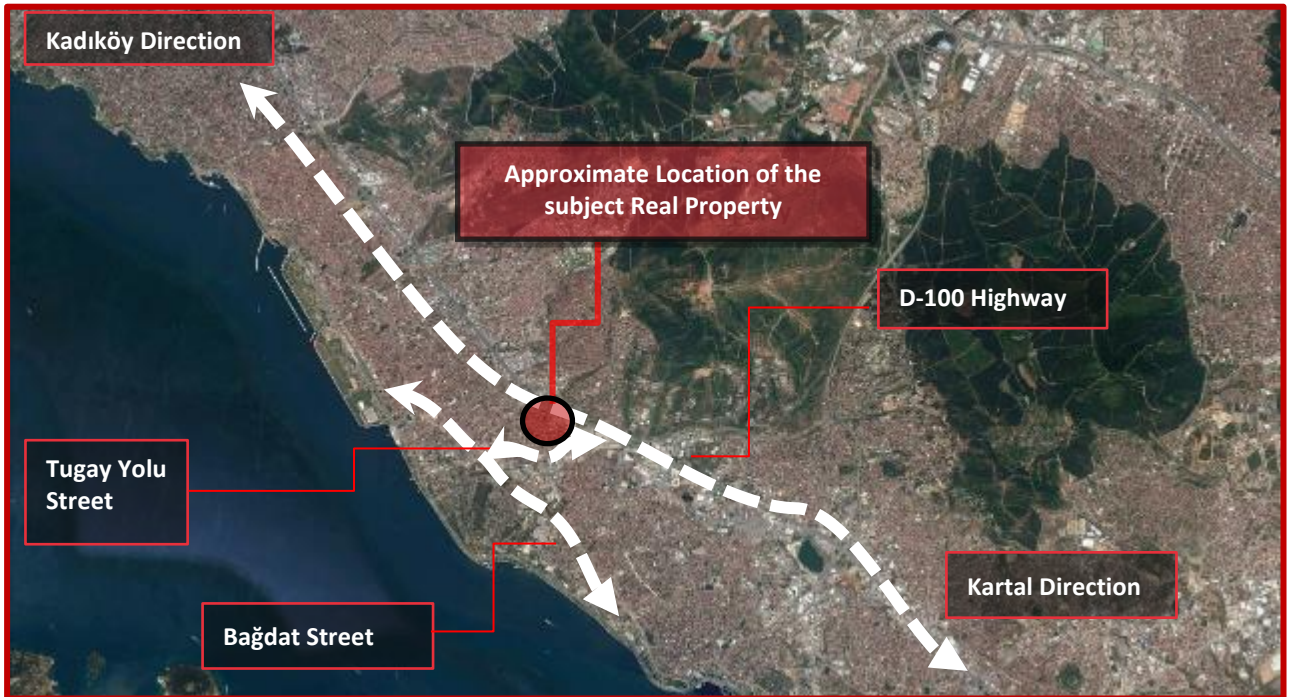 Kadıköy Direction
Approximate Location of the
subject Real Property
D-100 Highway
Tugay Yolu
Street
Kartal Direction
Bağdat Street